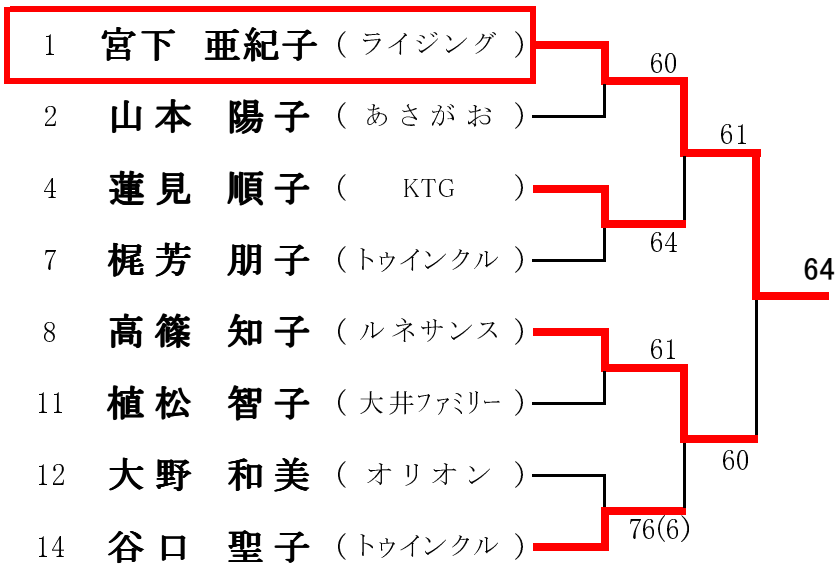 1 宮下 亜紀子 ( ライジング )
60
2 山本 陽子 ( あさがお )
61
4 蓮見 順子 ( KTG )
64
7 梶芳 朋子 ( トゥインクル )
64
8 高篠 知子 ( ルネサンス )
61
11 植松 智子 ( 大井ファミリー )
12 大野 和美 ( オリオン )
60
76(6)
14 谷口 聖子 ( トゥインクル )